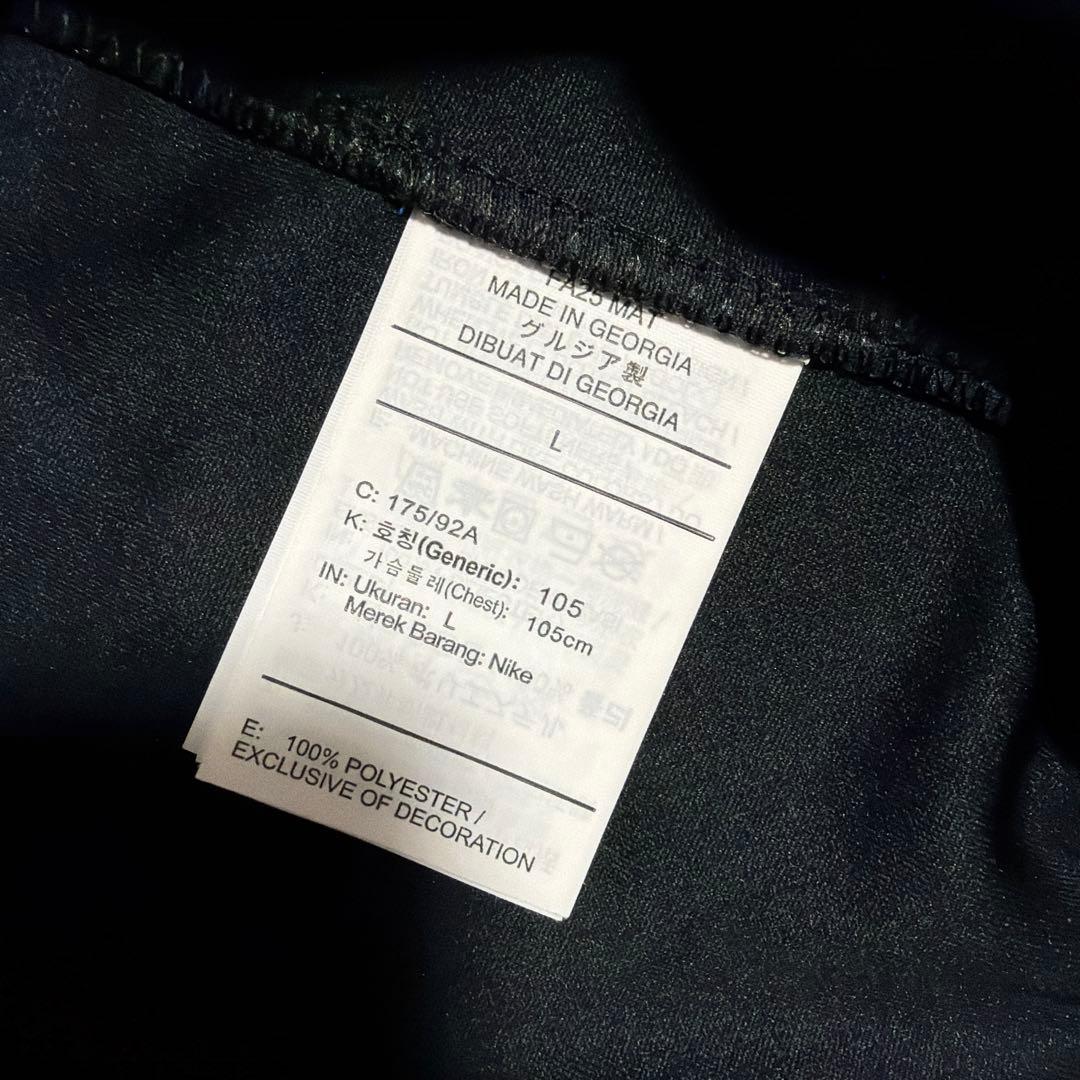 FA25 MAT
MADE IN GEORGIA
グルジア製
DIBUAT DI GEORGIA
L
C: 175/92A
K: 호칭(Generic): 105
가슴둘레(Chest): 105cm
IN: Ukuran: L
Merek Barang: Nike
E: 100% POLYESTER /
EXCLUSIVE OF DECORATION